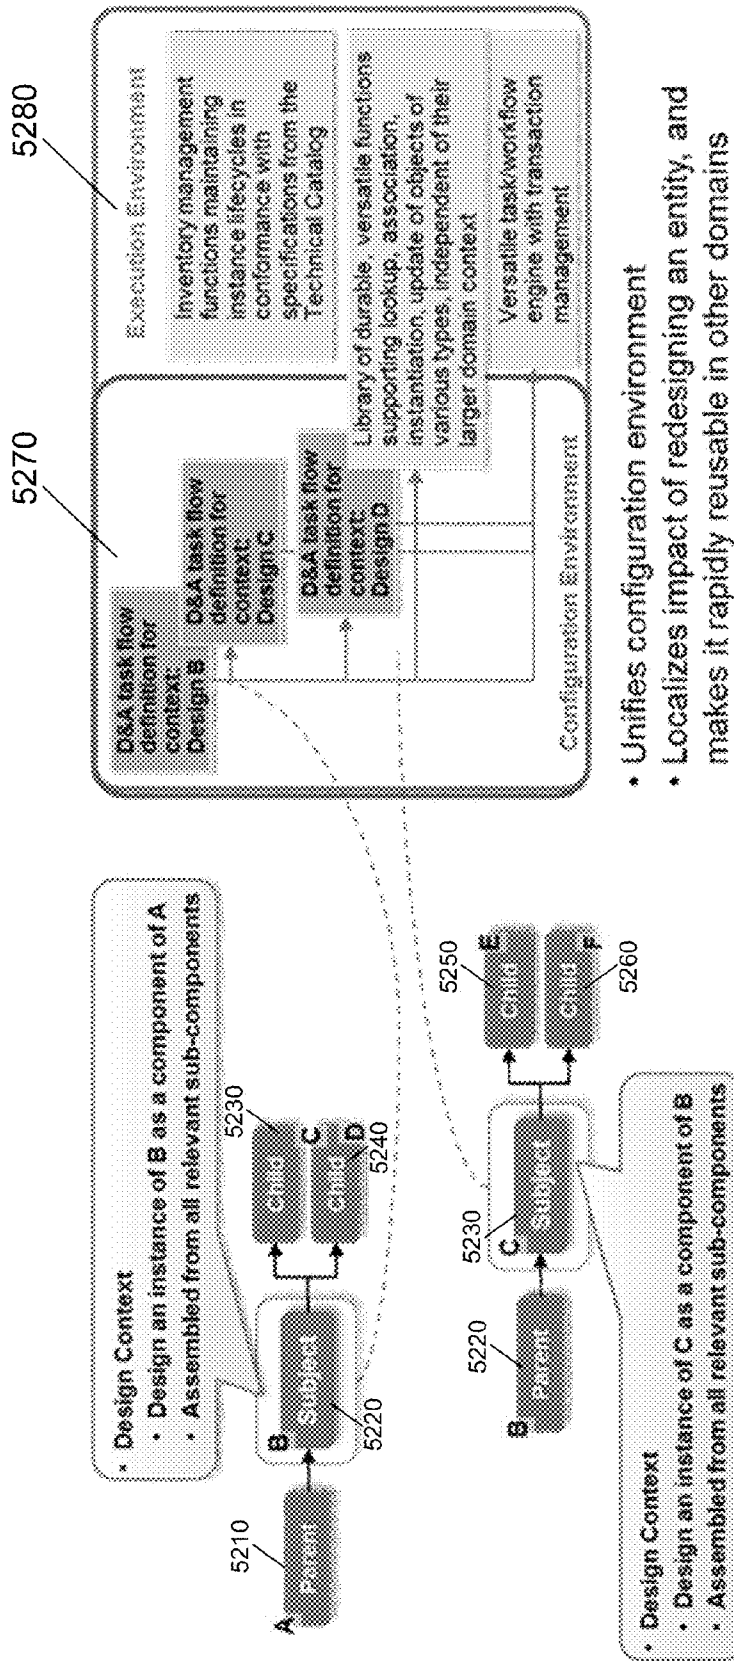 • Design Context
• Design an instance of B as a component of A
• Assembled from all relevant sub-components
5210
A
Parent
B
Subject
5220
5230
Child
C
Child
D
5240
5220
B
Parent
5230
C
Subject
5250
Child
E
Child
F
5260
• Design Context
• Design an instance of C as a component of B
• Assembled from all relevant sub-components
5270
5280
D&A task flow
definition for
context:
Design B
D&A task flow
definition for
context:
Design C
D&A task flow
definition for
context:
Design D
Configuration Environment
Execution Environment
Inventory management
functions maintaining
instance lifecycles in
conformance with
specifications from the
Technical Catalog
Library of durable, versatile functions
supporting lookup, association,
instantiation, update of objects of
various types, independent of their
larger domain context
Versatile task/workflow
engine with transaction
management
• Unifies configuration environment
• Localizes impact of redesigning an entity, and
makes it rapidly reusable in other domains